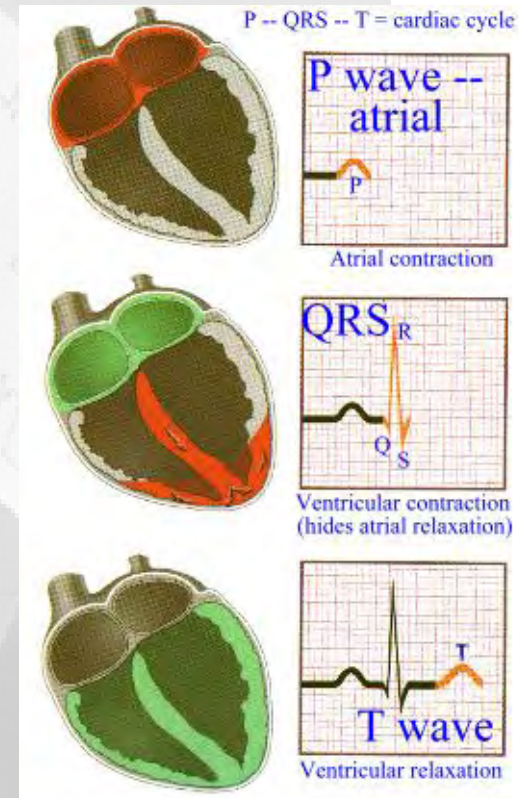 P -- QRS -- T = cardiac cycle
P wave --
atrial
P
Atrial contraction
QRS
R
Q
S
Ventricular contraction
(hides atrial relaxation)
T
T wave
Ventricular relaxation